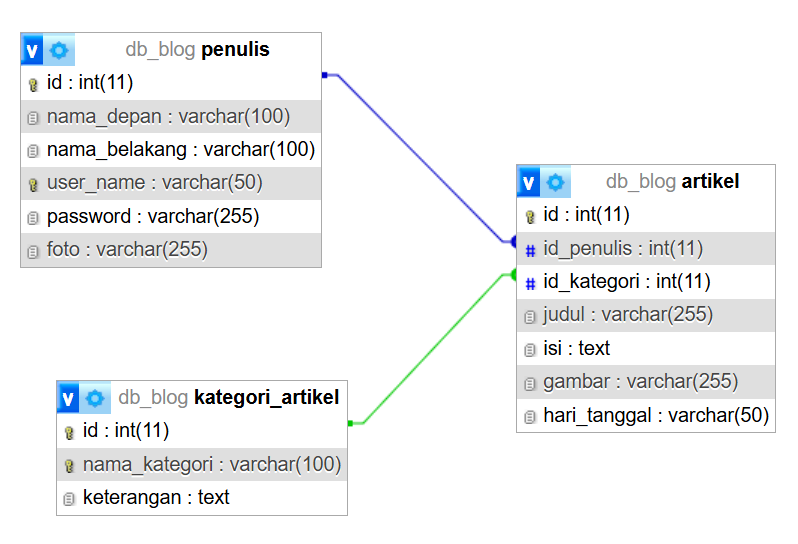 v db_blog penulis
id : int(11)
nama_depan : varchar(100)
nama_belakang : varchar(100)
user_name : varchar(50)
password : varchar(255)
foto : varchar(255)
v db_blog artikel
id : int(11)
# id_penulis : int(11)
# id_kategori : int(11)
judul : varchar(255)
isi : text
gambar : varchar(255)
hari_tanggal : varchar(50)
v db_blog kategori_artikel
id : int(11)
nama_kategori : varchar(100)
keterangan : text